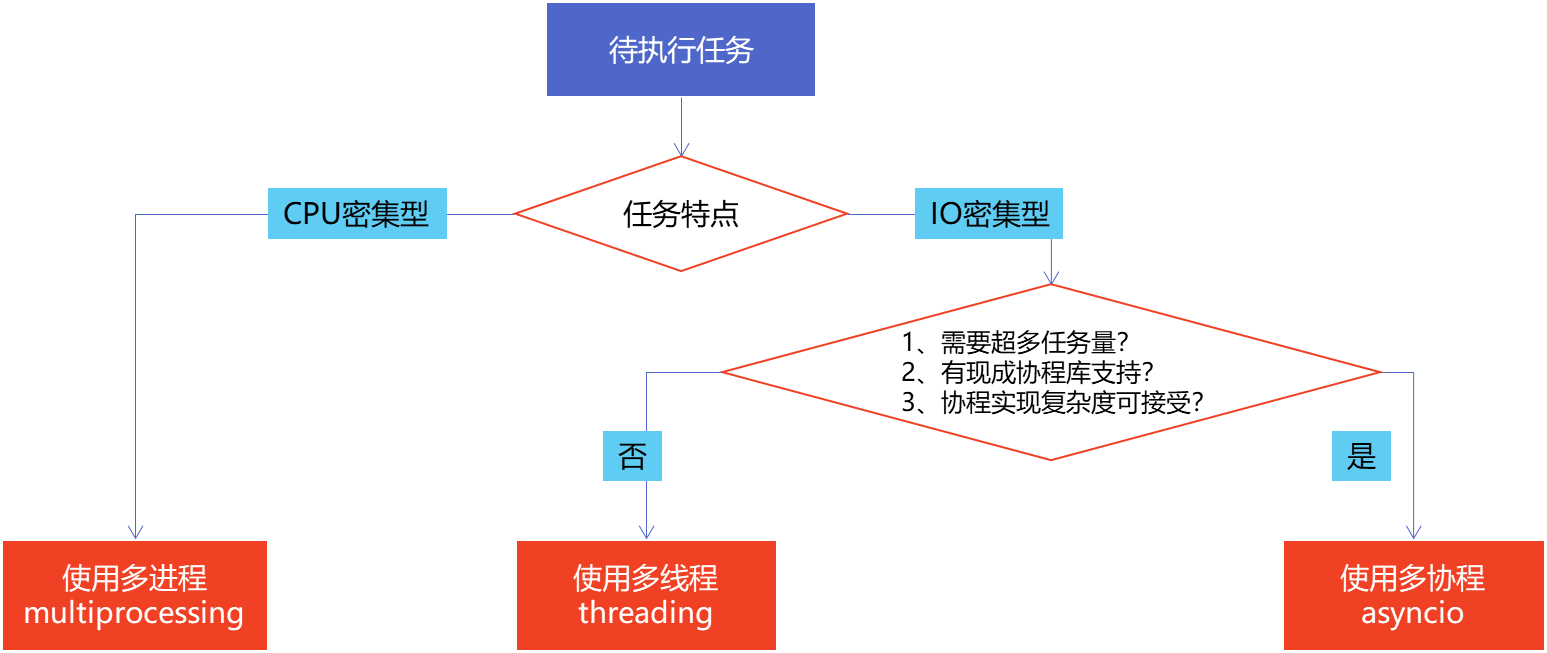 待执行任务
CPU密集型
任务特点
IO密集型
1、需要超多任务量？
2、有现成协程库支持？
3、协程实现复杂度可接受？
否
是
使用多进程
multiprocessing
使用多线程
threading
使用多协程
asyncio